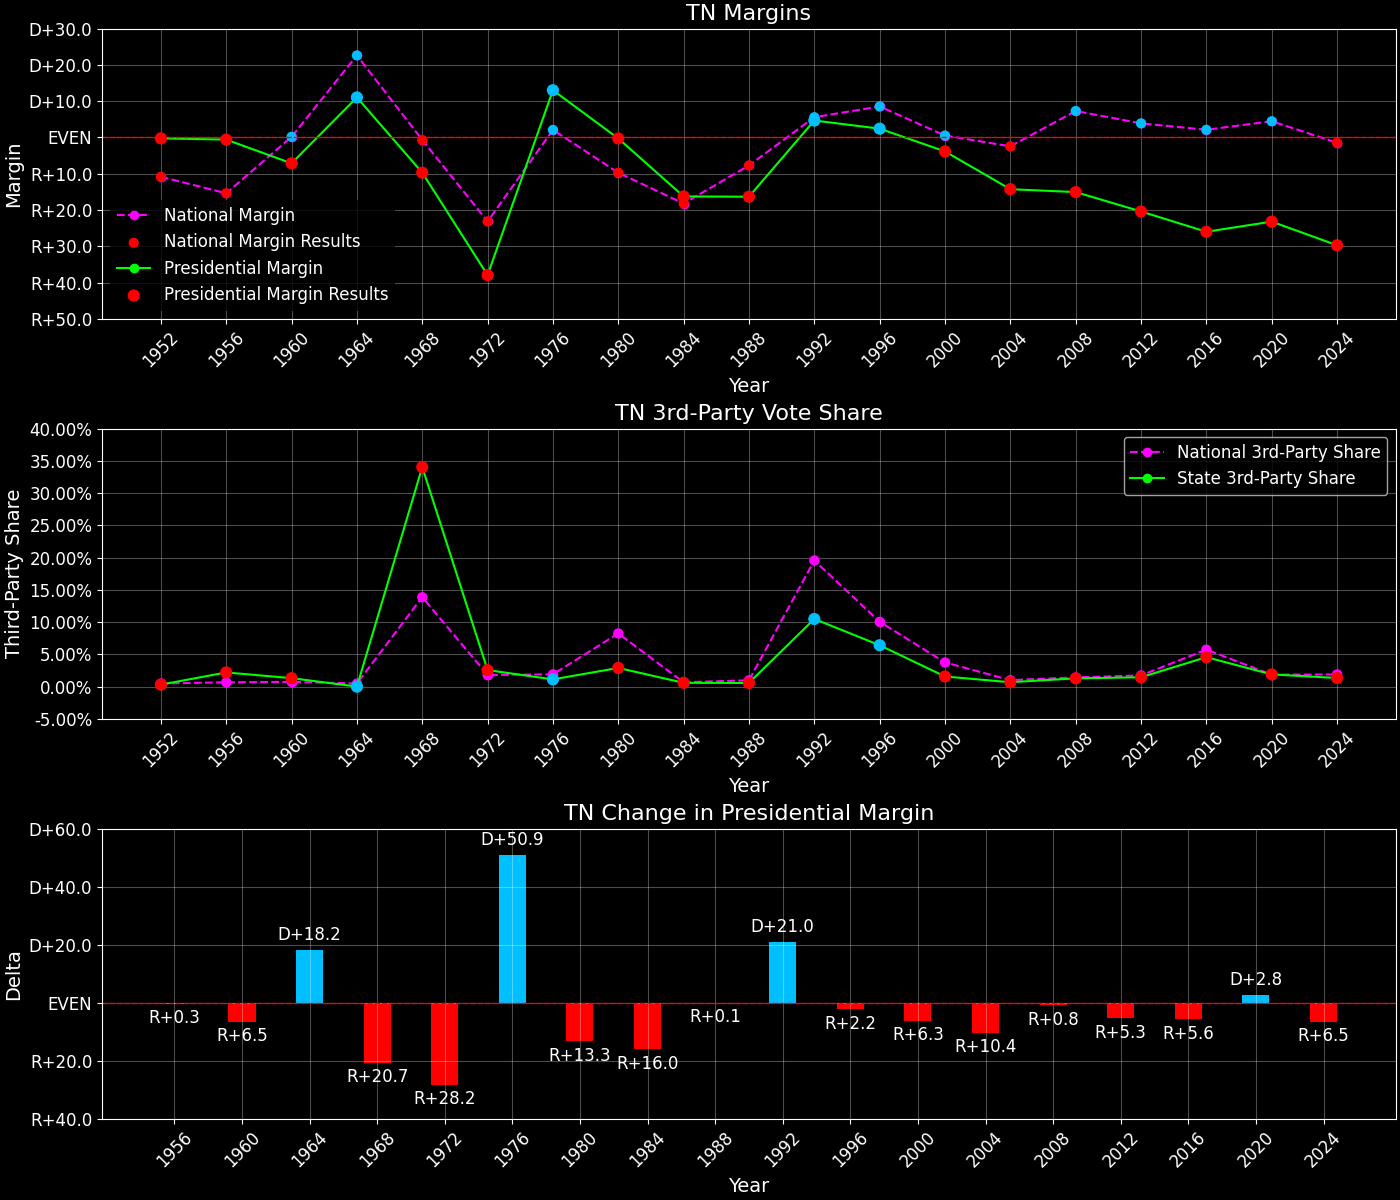 TN Margins
D+30.0
D+20.0
D+10.0
EVEN
R+10.0
R+20.0
R+30.0
R+40.0
R+50.0
Margin
National Margin
National Margin Results
Presidential Margin
Presidential Margin Results
1952 1956 1960 1964 1968 1972 1976 1980 1984 1988 1992 1996 2000 2004 2008 2012 2016 2020 2024
Year
TN 3rd-Party Vote Share
40.00%
35.00%
30.00%
25.00%
20.00%
15.00%
10.00%
5.00%
0.00%
-5.00%
Third-Party Share
National 3rd-Party Share
State 3rd-Party Share
1952 1956 1960 1964 1968 1972 1976 1980 1984 1988 1992 1996 2000 2004 2008 2012 2016 2020 2024
Year
TN Change in Presidential Margin
D+60.0
D+40.0
D+20.0
EVEN
R+20.0
R+40.0
Delta
R+0.3
R+6.5
D+18.2
R+20.7
R+28.2
D+50.9
R+13.3
R+16.0
R+0.1
D+21.0
R+2.2
R+6.3
R+10.4
R+0.8
R+5.3
R+5.6
D+2.8
R+6.5
1956 1960 1964 1968 1972 1976 1980 1984 1988 1992 1996 2000 2004 2008 2012 2016 2020 2024
Year